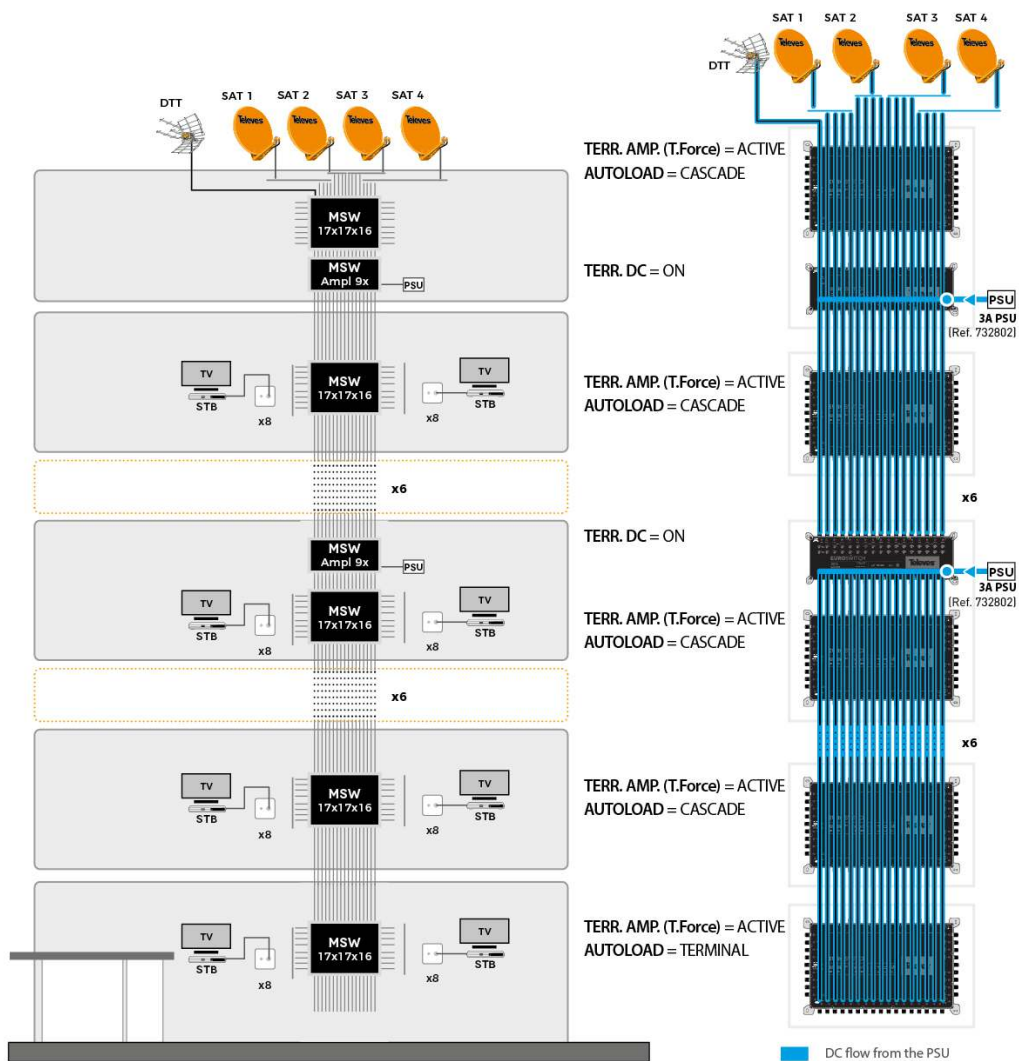 SAT 1
SAT 2
SAT 3
SAT 4
DTT
Televes
Televes
Televes
Televes
MSW
17x17x16
MSW
Ampl 9x
PSU
TV
STB
x8
MSW
17x17x16
x8
TV
STB
x6
MSW
Ampl 9x
PSU
TV
STB
x8
MSW
17x17x16
x8
TV
STB
x6
TV
STB
x8
MSW
17x17x16
x8
TV
STB
TV
STB
x8
MSW
17x17x16
x8
TV
STB
TERR. AMP. (T.Force) = ACTIVE
AUTOLOAD = CASCADE
TERR. DC = ON
TERR. AMP. (T.Force) = ACTIVE
AUTOLOAD = CASCADE
TERR. DC = ON
TERR. AMP. (T.Force) = ACTIVE
AUTOLOAD = CASCADE
TERR. AMP. (T.Force) = ACTIVE
AUTOLOAD = CASCADE
TERR. AMP. (T.Force) = ACTIVE
AUTOLOAD = TERMINAL
SAT 1
SAT 2
SAT 3
SAT 4
DTT
Televes
Televes
Televes
Televes
PSU
3A PSU
(Ref. 732802)
x6
EUROSWITCH
Televes
PSU
3A PSU
(Ref. 732802)
x6
DC flow from the PSU